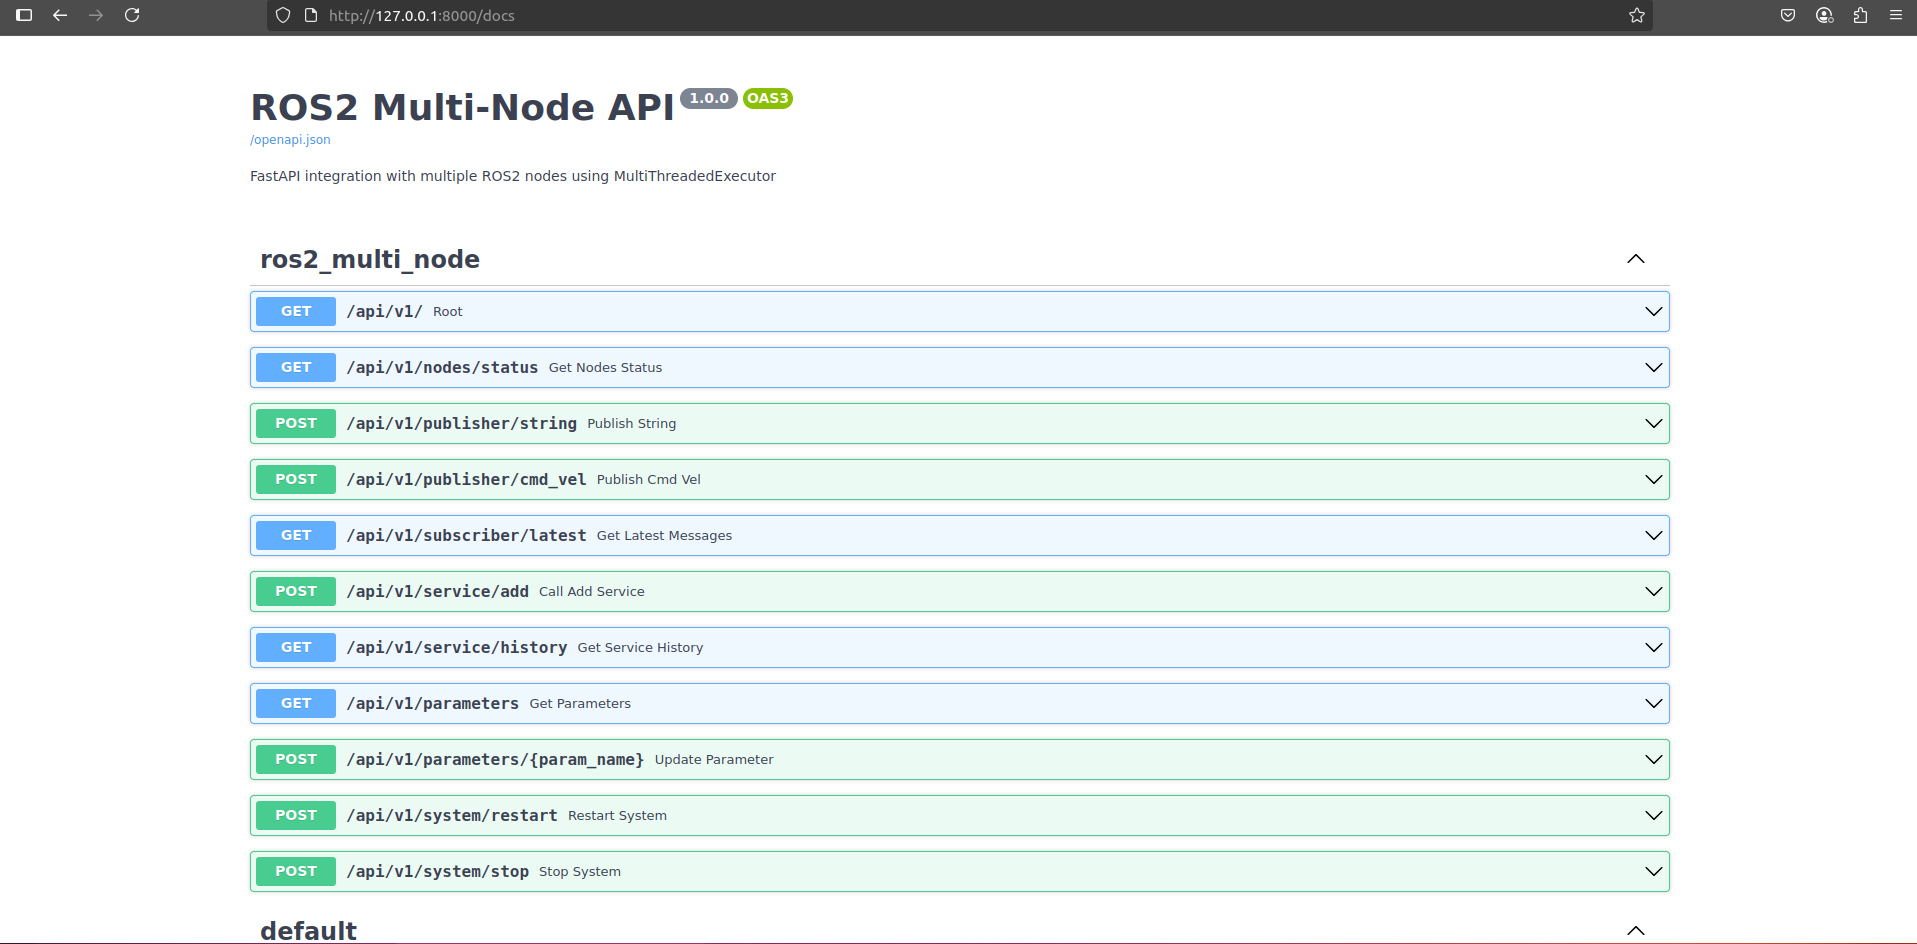 http://127.0.0.1:8000/docs
ROS2 Multi-Node API 1.0.0 OAS3
/openapi.json
FastAPI integration with multiple ROS2 nodes using MultiThreadedExecutor
ros2_multi_node
GET /api/v1/ Root
GET /api/v1/nodes/status Get Nodes Status
POST /api/v1/publisher/string Publish String
POST /api/v1/publisher/cmd_vel Publish Cmd Vel
GET /api/v1/subscriber/latest Get Latest Messages
POST /api/v1/service/add Call Add Service
GET /api/v1/service/history Get Service History
GET /api/v1/parameters Get Parameters
POST /api/v1/parameters/{param_name} Update Parameter
POST /api/v1/system/restart Restart System
POST /api/v1/system/stop Stop System
default